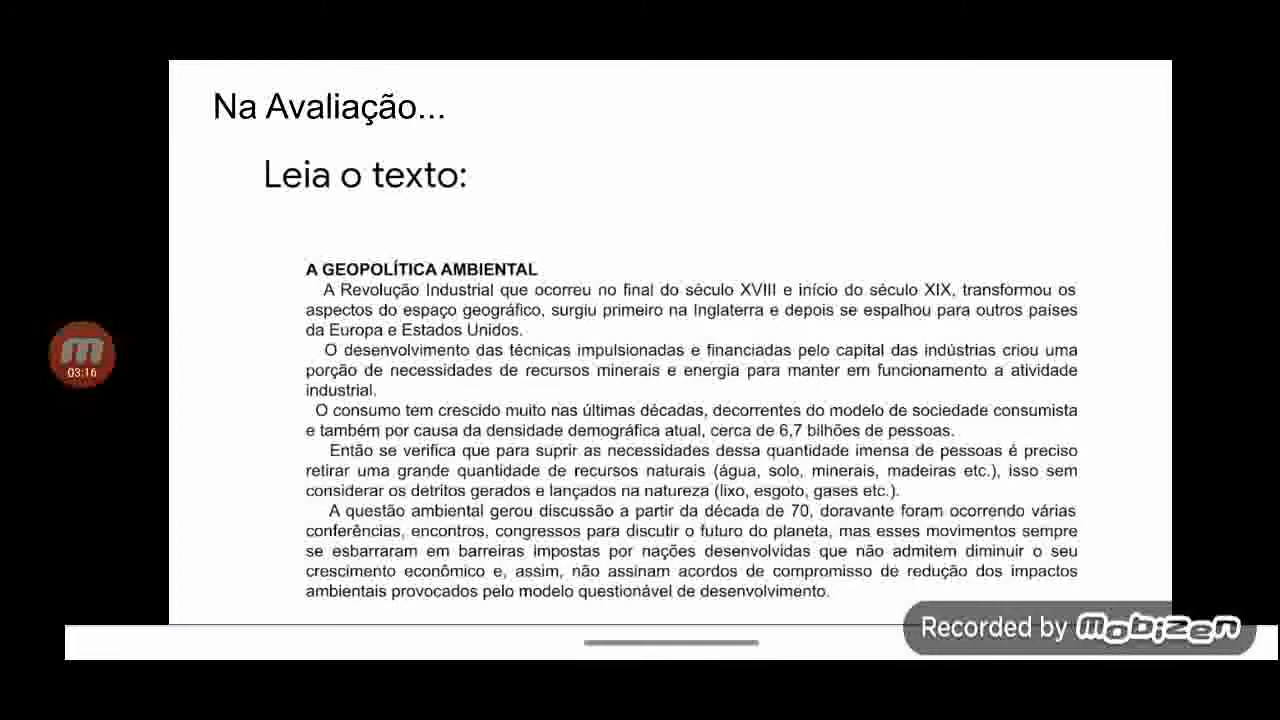 Na Avaliação...
Leia o texto:
A GEOPOLÍTICA AMBIENTAL
A Revolução Industrial que ocorreu no final do século XVIII e início do século XIX, transformou os
aspectos do espaço geográfico, surgiu primeiro na Inglaterra e depois se espalhou para outros países
da Europa e Estados Unidos.
O desenvolvimento das técnicas impulsionadas e financiadas pelo capital das indústrias criou uma
porção de necessidades de recursos minerais e energia para manter em funcionamento a atividade
industrial.
O consumo tem crescido muito nas últimas décadas, decorrentes do modelo de sociedade consumista
e também por causa da densidade demográfica atual, cerca de 6,7 bilhões de pessoas.
Então se verifica que para suprir as necessidades dessa quantidade imensa de pessoas é preciso
retirar uma grande quantidade de recursos naturais (água, solo, minerais, madeiras etc.), isso sem
considerar os detritos gerados e lançados na natureza (lixo, esgoto, gases etc.).
A questão ambiental gerou discussão a partir da década de 70, doravante foram ocorrendo várias
conferências, encontros, congressos para discutir o futuro do planeta, mas esses movimentos sempre
se esbarraram em barreiras impostas por nações desenvolvidas que não admitem diminuir o seu
crescimento econômico e, assim, não assinam acordos de compromisso de redução dos impactos
ambientais provocados pelo modelo questionável de desenvolvimento.
m
03:16
Recorded by mobizen